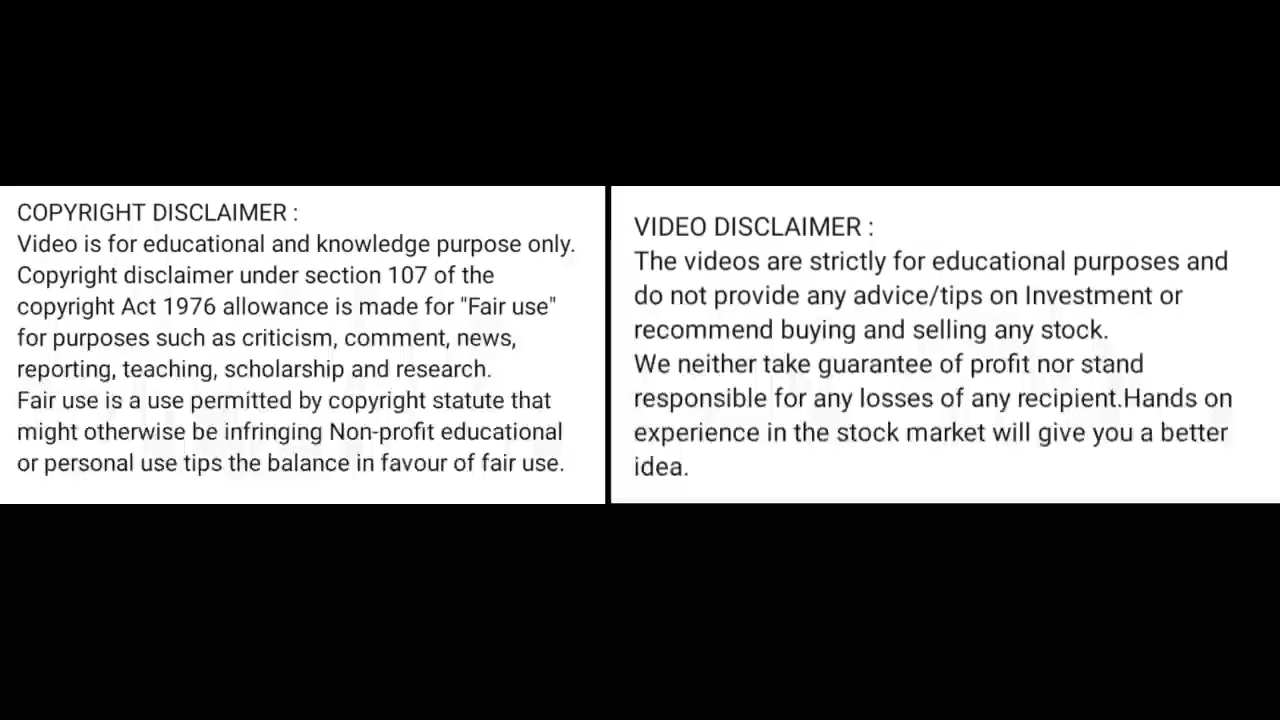 COPYRIGHT DISCLAIMER :
Video is for educational and knowledge purpose only.
Copyright disclaimer under section 107 of the
copyright Act 1976 allowance is made for "Fair use"
for purposes such as criticism, comment, news,
reporting, teaching, scholarship and research.
Fair use is a use permitted by copyright statute that
might otherwise be infringing Non-profit educational
or personal use tips the balance in favour of fair use.
VIDEO DISCLAIMER :
The videos are strictly for educational purposes and
do not provide any advice/tips on Investment or
recommend buying and selling any stock.
We neither take guarantee of profit nor stand
responsible for any losses of any recipient.Hands on
experience in the stock market will give you a better
idea.